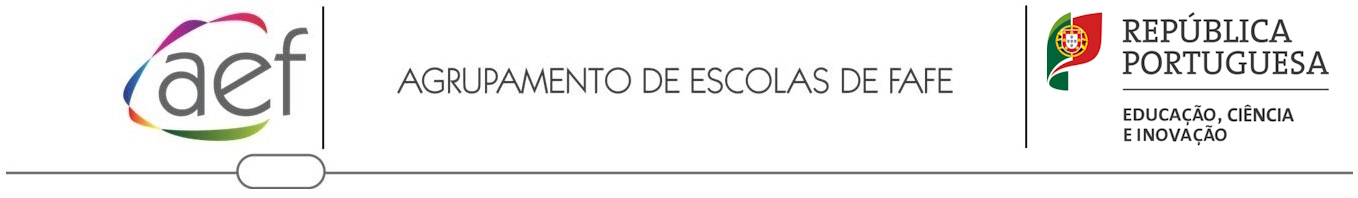 aef
AGRUPAMENTO DE ESCOLAS DE FAFE
REPÚBLICA
PORTUGUESA
EDUCAÇÃO, CIÊNCIA
E INOVAÇÃO